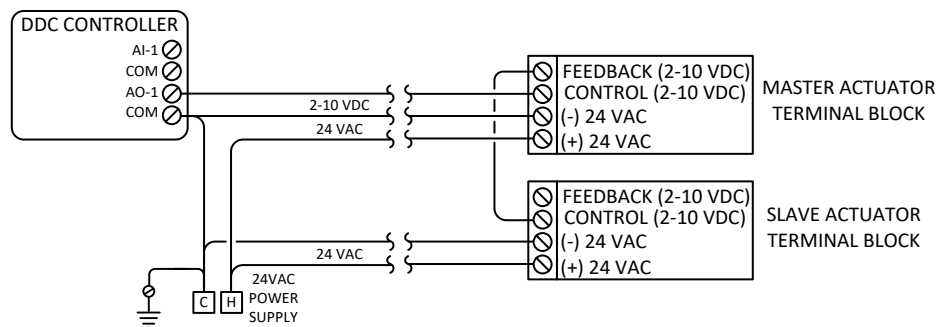 DDC CONTROLLER
AI-1
COM
AO-1
COM
2-10 VDC
24 VAC
FEEDBACK (2-10 VDC)
CONTROL (2-10 VDC)
(-) 24 VAC
(+) 24 VAC
MASTER ACTUATOR
TERMINAL BLOCK
FEEDBACK (2-10 VDC)
CONTROL (2-10 VDC)
(-) 24 VAC
(+) 24 VAC
SLAVE ACTUATOR
TERMINAL BLOCK
24 VAC
C
H
24VAC
POWER
SUPPLY